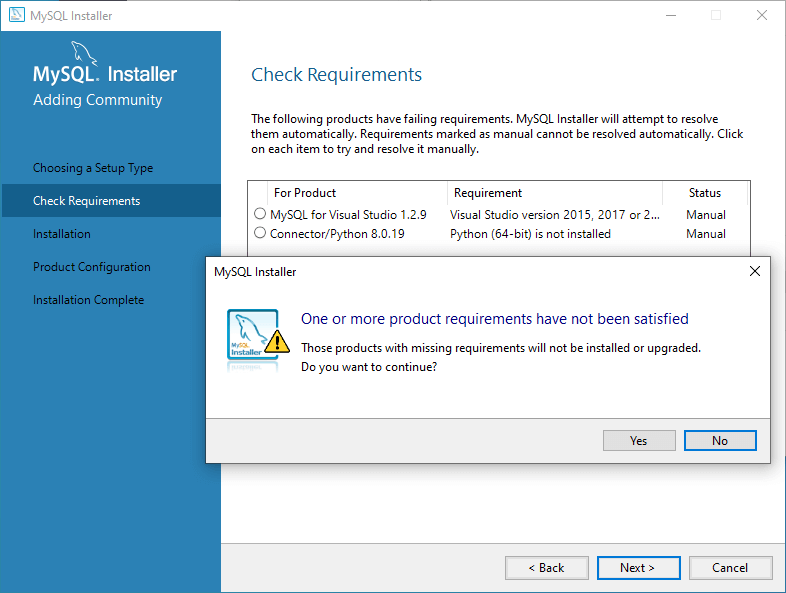 MySQL Installer
MySQL. Installer
Adding Community
Choosing a Setup Type
Check Requirements
Installation
Product Configuration
Installation Complete
Check Requirements
The following products have failing requirements. MySQL Installer will attempt to resolve
them automatically. Requirements marked as manual cannot be resolved automatically. Click
on each item to try and resolve it manually.
For Product Requirement Status
MySQL for Visual Studio 1.2.9 Visual Studio version 2015, 2017 or 2... Manual
Connector/Python 8.0.19 Python (64-bit) is not installed Manual
MySQL Installer
MySQL
Installer
One or more product requirements have not been satisfied
Those products with missing requirements will not be installed or upgraded.
Do you want to continue?
Yes No
< Back Next > Cancel